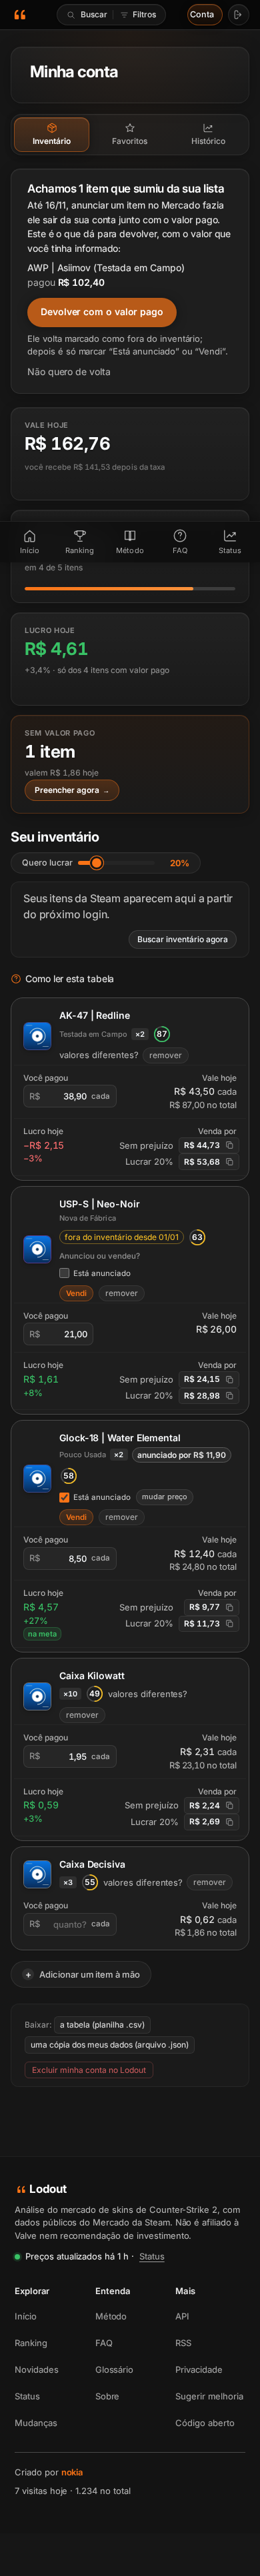 Buscar
Filtros
Conta
Minha conta
Inventário
Favoritos
Histórico
Achamos 1 item que sumiu da sua lista
Até 16/11, anunciar um item no Mercado fazia
ele sair da sua conta junto com o valor pago.
Este é o que dá para devolver, com o valor que
você tinha informado:
AWP | Asiimov (Testada em Campo)
pagou R$ 102,40
Devolver com o valor pago
Ele volta marcado como fora do inventário;
depois é só marcar “Está anunciado” ou “Vendi”.
Não quero de volta
VALE HOJE
R$ 162,76
você recebe R$ 141,53 depois da taxa
Início
Ranking
Método
FAQ
Status
em 4 de 5 itens
LUCRO HOJE
R$ 4,61
+3,4% · só dos 4 itens com valor pago
SEM VALOR PAGO
1 item
valem R$ 1,86 hoje
Preencher agora →
Seu inventário
Quero lucrar
20%
Seus itens da Steam aparecem aqui a partir
do próximo login.
Buscar inventário agora
Como ler esta tabela
AK-47 | Redline
Testada em Campo ×2 87
valores diferentes? remover
Você pagou
Vale hoje
R$ 38,90 cada
R$ 43,50 cada
R$ 87,00 no total
Lucro hoje
Venda por
−R$ 2,15
Sem prejuízo R$ 44,73
−3%
Lucrar 20% R$ 53,68
USP-S | Neo-Noir
Nova de Fábrica
fora do inventário desde 01/01 63
Anunciou ou vendeu?
Está anunciado
Vendi remover
Você pagou
Vale hoje
R$ 21,00
R$ 26,00
Lucro hoje
Venda por
R$ 1,61
Sem prejuízo R$ 24,15
+8%
Lucrar 20% R$ 28,98
Glock-18 | Water Elemental
Pouco Usada ×2 anunciado por R$ 11,90
58
Está anunciado mudar preço
Vendi remover
Você pagou
Vale hoje
R$ 8,50 cada
R$ 12,40 cada
R$ 24,80 no total
Lucro hoje
Venda por
R$ 4,57
Sem prejuízo R$ 9,77
+27%
Lucrar 20% R$ 11,73
na meta
Caixa Kilowatt
×10 49 valores diferentes?
remover
Você pagou
Vale hoje
R$ 1,95 cada
R$ 2,31 cada
R$ 23,10 no total
Lucro hoje
Venda por
R$ 0,59
Sem prejuízo R$ 2,24
+3%
Lucrar 20% R$ 2,69
Caixa Decisiva
×3 55 valores diferentes? remover
Você pagou
Vale hoje
R$ quanto? cada
R$ 0,62 cada
R$ 1,86 no total
+ Adicionar um item à mão
Baixar: a tabela (planilha .csv)
uma cópia dos meus dados (arquivo .json)
Excluir minha conta no Lodout
Lodout
Análise do mercado de skins de Counter-Strike 2, com
dados públicos do Mercado da Steam. Não é afiliado à
Valve nem recomendação de investimento.
Preços atualizados há 1 h · Status
Explorar
Entenda
Mais
Início
Método
API
Ranking
FAQ
RSS
Novidades
Glossário
Privacidade
Status
Sobre
Sugerir melhoria
Mudanças
Código aberto
Criado por nokia
7 visitas hoje · 1.234 no total